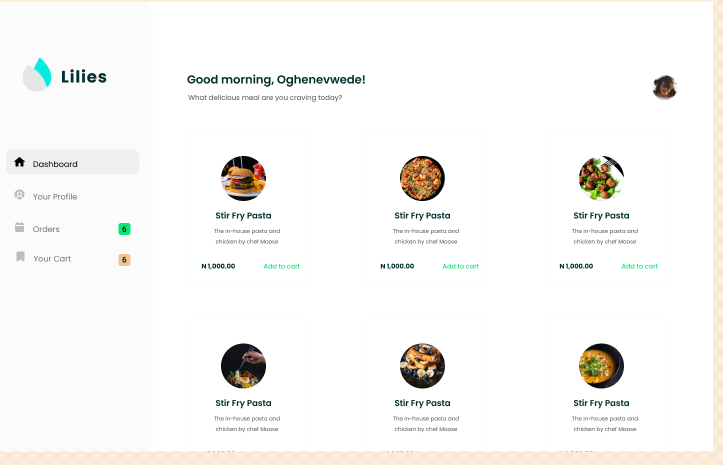 Lilies
Dashboard
Your Profile
Orders 6
Your Cart 6
Good morning, Oghenevwede!
What delicious meal are you craving today?
Stir Fry Pasta
The in-house pasta and
chicken by chef Moose
N 1,000.00 Add to cart
Stir Fry Pasta
The in-house pasta and
chicken by chef Moose
N 1,000.00 Add to cart
Stir Fry Pasta
The in-house pasta and
chicken by chef Moose
N 1,000.00 Add to cart
Stir Fry Pasta
The in-house pasta and
chicken by chef Moose
Stir Fry Pasta
The in-house pasta and
chicken by chef Moose
Stir Fry Pasta
The in-house pasta and
chicken by chef Moose